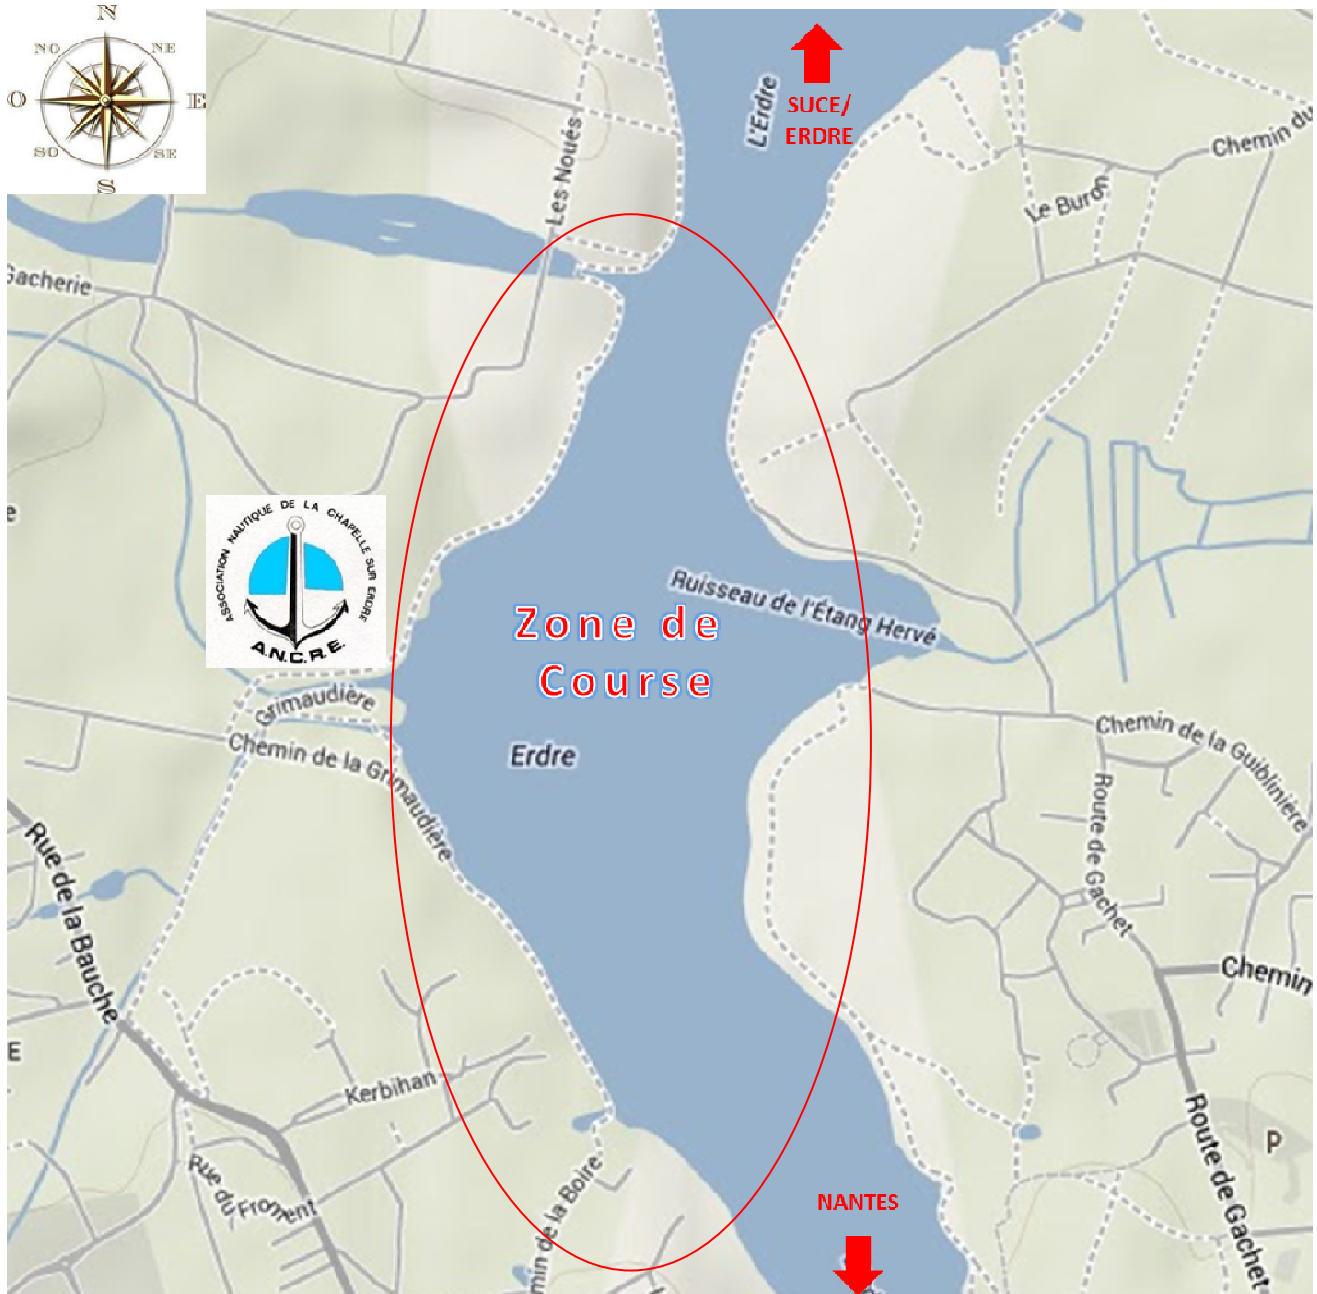 N
NO
NE
O
E
SO
SE
S
L'Erdre
SUCE/
ERDRE
Les Noués
Chemin du
Le Buron
Gacherie
e
ASSOCIATION NAUTIQUE DE LA CHAPELLE SUR ERDRE
A.N.C.R.E.
Ruisseau de l'Étang Hervé
Zone de
Course
Grimaudière
Chemin de la Grimaudière
Erdre
Chemin de la Guiblinière
Route de Gachet
Rue de la Bauche
Chemin
E
Kerbihan
Route de Gachet
P
Rue du Froment
min de la Boire
NANTES